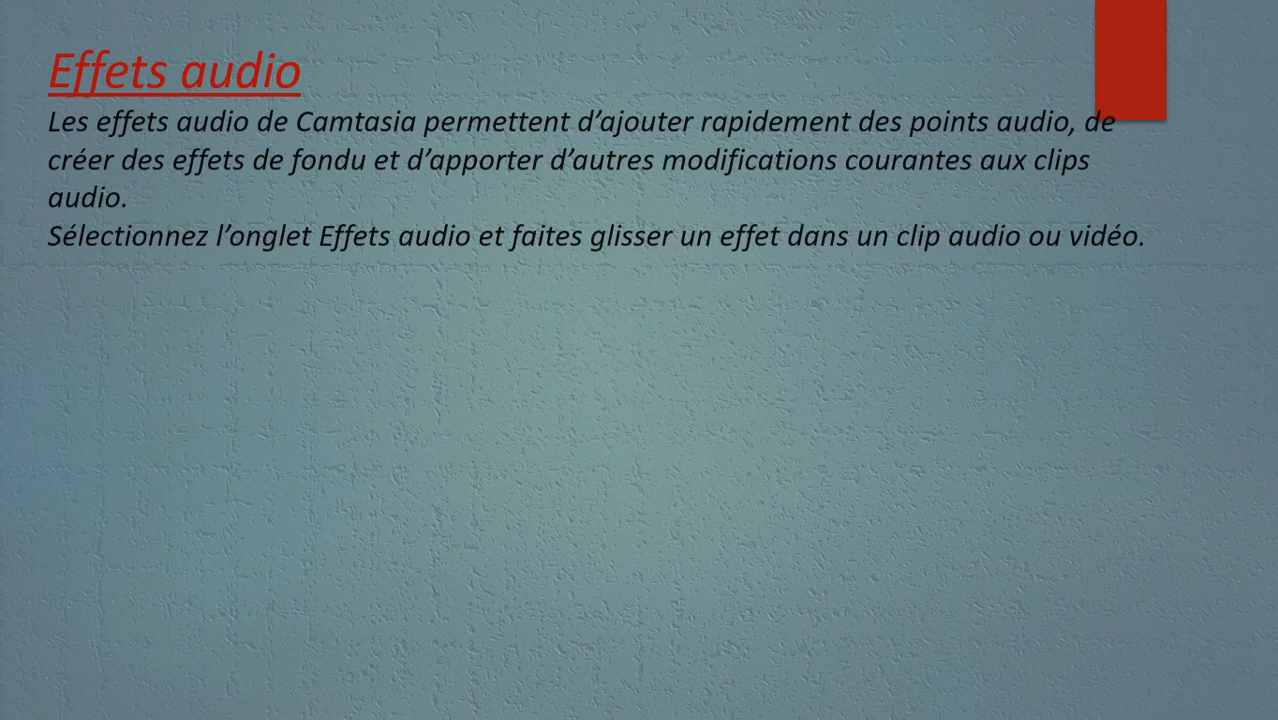 Effets audio
Les effets audio de Camtasia permettent d’ajouter rapidement des points audio, de
créer des effets de fondu et d’apporter d’autres modifications courantes aux clips
audio.
Sélectionnez l’onglet Effets audio et faites glisser un effet dans un clip audio ou vidéo.